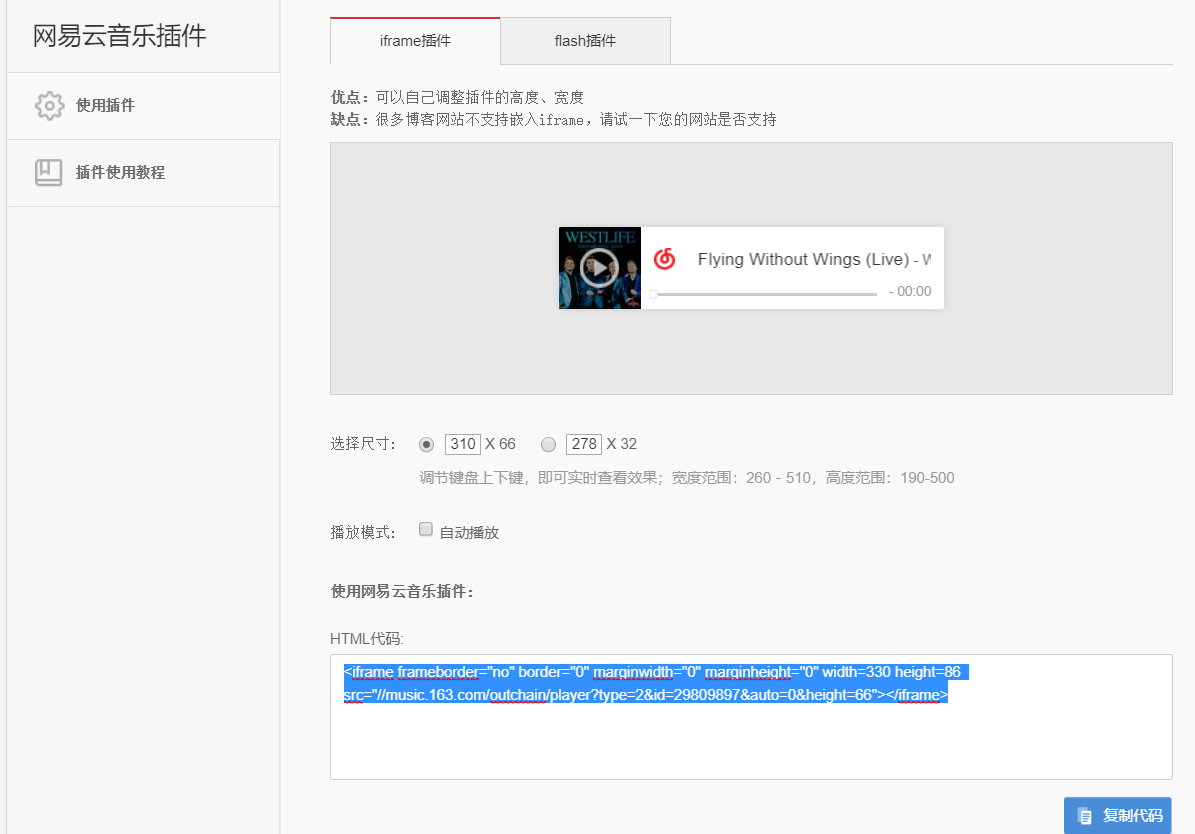 网易云音乐插件
使用插件
插件使用教程
iframe插件
flash插件
优点：可以自己调整插件的高度、宽度
缺点：很多博客网站不支持嵌入iframe，请试一下您的网站是否支持
WESTLIFE
Flying Without Wings (Live) - W
- 00:00
选择尺寸： 310 X 66 278 X 32
调节键盘上下键，即可实时查看效果；宽度范围：260 - 510，高度范围：190-500
播放模式： 自动播放
使用网易云音乐插件：
HTML代码:
<iframe frameborder="no" border="0" marginwidth="0" marginheight="0" width=330 height=86
src="//music.163.com/outchain/player?type=2&id=29809897&auto=0&height=66"></iframe>
复制代码